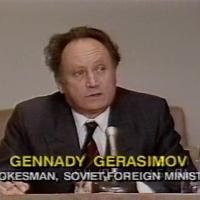 GENNADY GERASIMOV
OKESMAN, SOVIET FOREIGN MINIST